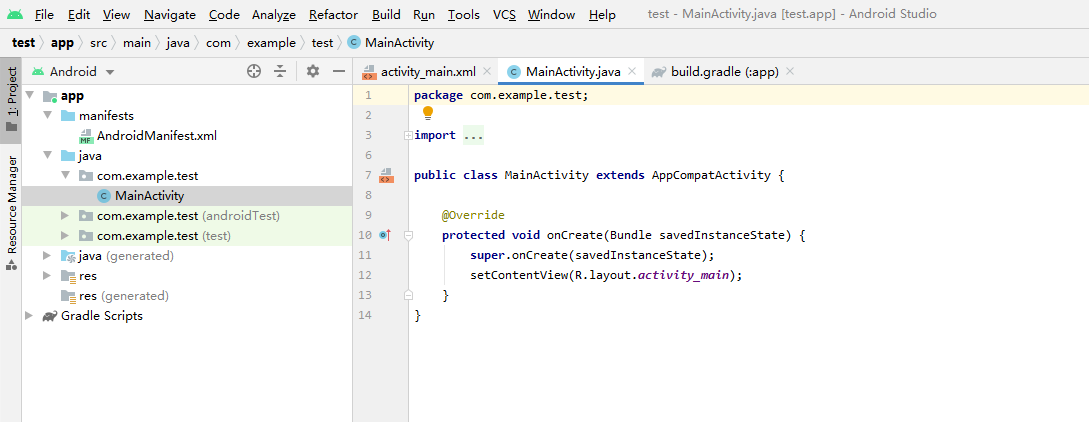 File Edit View Navigate Code Analyze Refactor Build Run Tools VCS Window Help test - MainActivity.java [test.app] - Android Studio
test app src main java com example test MainActivity
1: Project
Resource Manager
Android
app
manifests
AndroidManifest.xml
java
com.example.test
MainActivity
com.example.test (androidTest)
com.example.test (test)
java (generated)
res
res (generated)
Gradle Scripts
activity_main.xml MainActivity.java build.gradle (:app)
1 package com.example.test;
2
3 import ...
6
7 public class MainActivity extends AppCompatActivity {
8
9 @Override
10 protected void onCreate(Bundle savedInstanceState) {
11 super.onCreate(savedInstanceState);
12 setContentView(R.layout.activity_main);
13 }
14 }